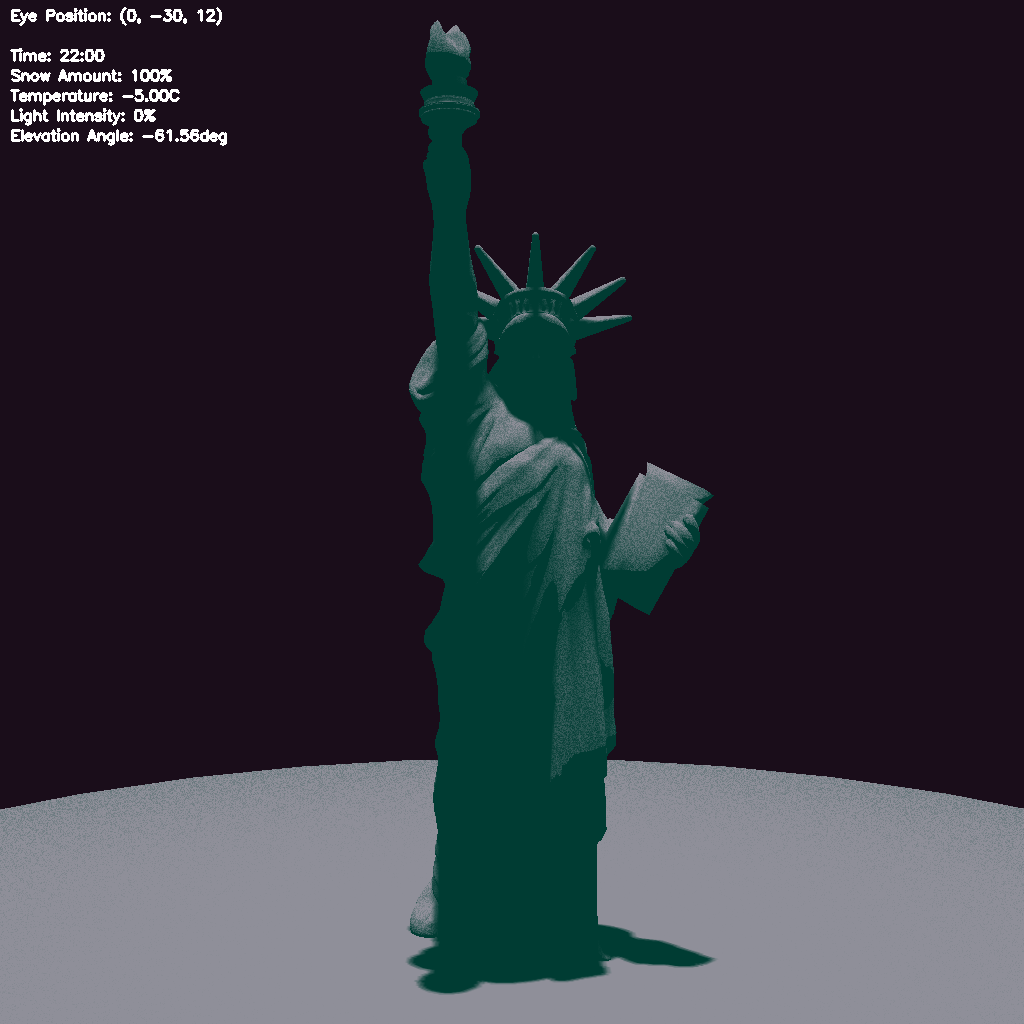 Eye Position: (0, -30, 12)
Time: 22:00
Snow Amount: 100%
Temperature: -5.00C
Light Intensity: 0%
Elevation Angle: -61.56deg